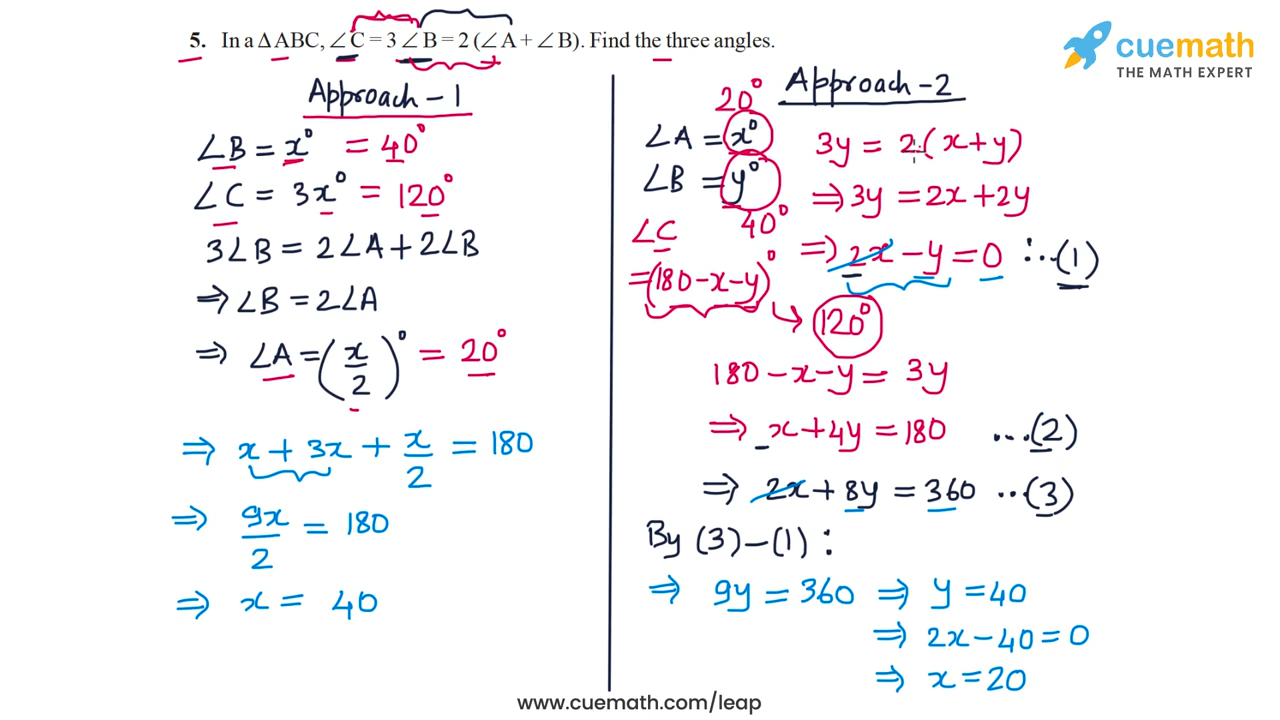 5. In a ΔABC, ∠C = 3 ∠B = 2 (∠A + ∠B). Find the three angles.
cuemath
THE MATH EXPERT
Approach - 1
∠B = x° = 40°
∠C = 3x° = 120°
3∠B = 2∠A + 2∠B
⇒ ∠B = 2∠A
⇒ ∠A = (x/2)° = 20°
⇒ x + 3x + x/2 = 180
⇒ 9x/2 = 180
⇒ x = 40
Approach - 2
20°
∠A = x°
∠B = y°
40°
∠C
= (180 - x - y)°
→ 120°
3y = 2(x + y)
⇒ 3y = 2x + 2y
⇒ 2x - y = 0 ...(1)
180 - x - y = 3y
⇒ x + 4y = 180 ...(2)
⇒ 2x + 8y = 360 ...(3)
By (3) - (1) :
⇒ 9y = 360 ⇒ y = 40
⇒ 2x - 40 = 0
⇒ x = 20
www.cuemath.com/leap